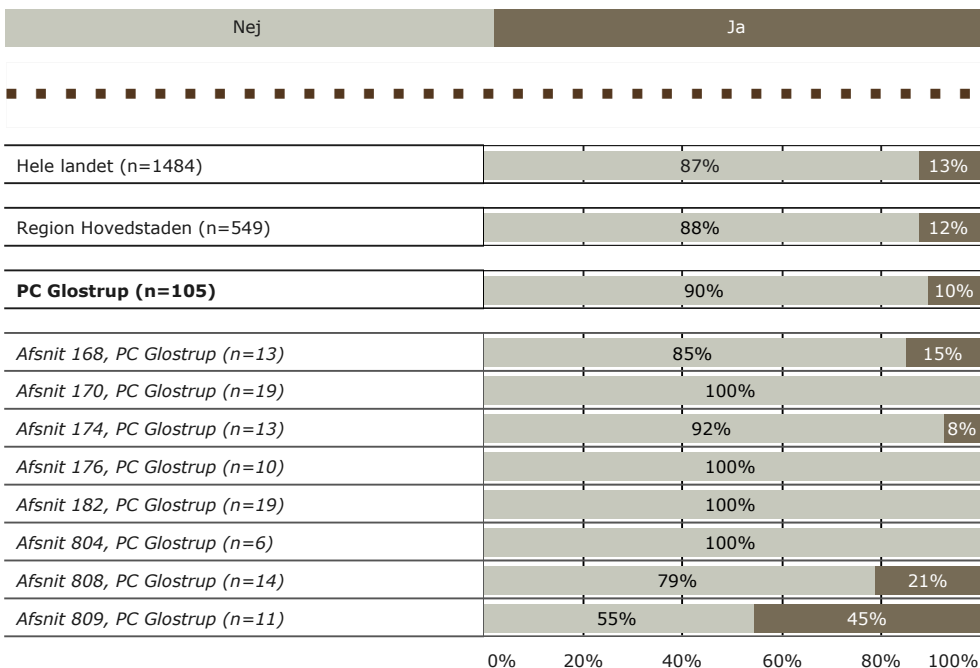 Nej Ja
Hele landet (n=1484) 87% 13%
Region Hovedstaden (n=549) 88% 12%
PC Glostrup (n=105) 90% 10%
Afsnit 168, PC Glostrup (n=13) 85% 15%
Afsnit 170, PC Glostrup (n=19) 100%
Afsnit 174, PC Glostrup (n=13) 92% 8%
Afsnit 176, PC Glostrup (n=10) 100%
Afsnit 182, PC Glostrup (n=19) 100%
Afsnit 804, PC Glostrup (n=6) 100%
Afsnit 808, PC Glostrup (n=14) 79% 21%
Afsnit 809, PC Glostrup (n=11) 55% 45%
0% 20% 40% 60% 80% 100%